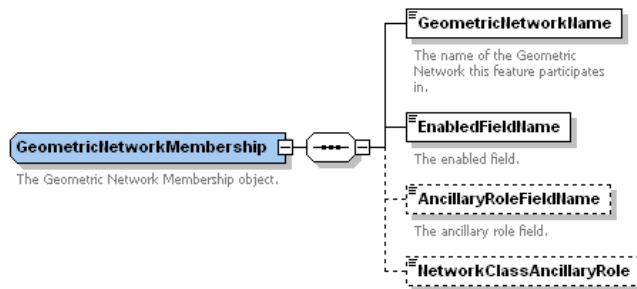 GeometricNetworkName
The name of the Geometric
Network this feature participates
in.
EnabledFieldName
GeometricNetworkMembership
The enabled field.
The Geometric Network Membership object.
AncillaryRoleFieldName
The ancillary role field.
NetworkClassAncillaryRole